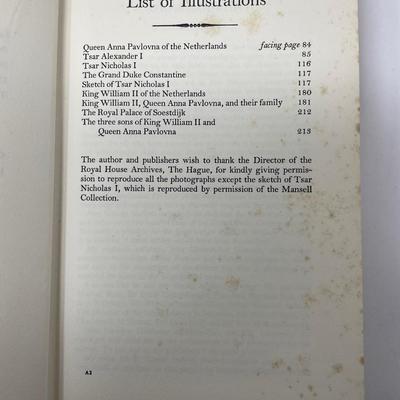 List of Illustrations
Queen Anna Pavlovna of the Netherlands facing page 84
Tsar Alexander I 85
Tsar Nicholas I 116
The Grand Duke Constantine 117
Sketch of Tsar Nicholas I 117
King William II of the Netherlands 180
King William II, Queen Anna Pavlovna, and their family 181
The Royal Palace of Soestdijk 212
The three sons of King William II and
Queen Anna Pavlovna 213
The author and publishers wish to thank the Director of the
Royal House Archives, The Hague, for kindly giving permis-
sion to reproduce all the photographs except the sketch of Tsar
Nicholas I, which is reproduced by permission of the Mansell
Collection.
A2